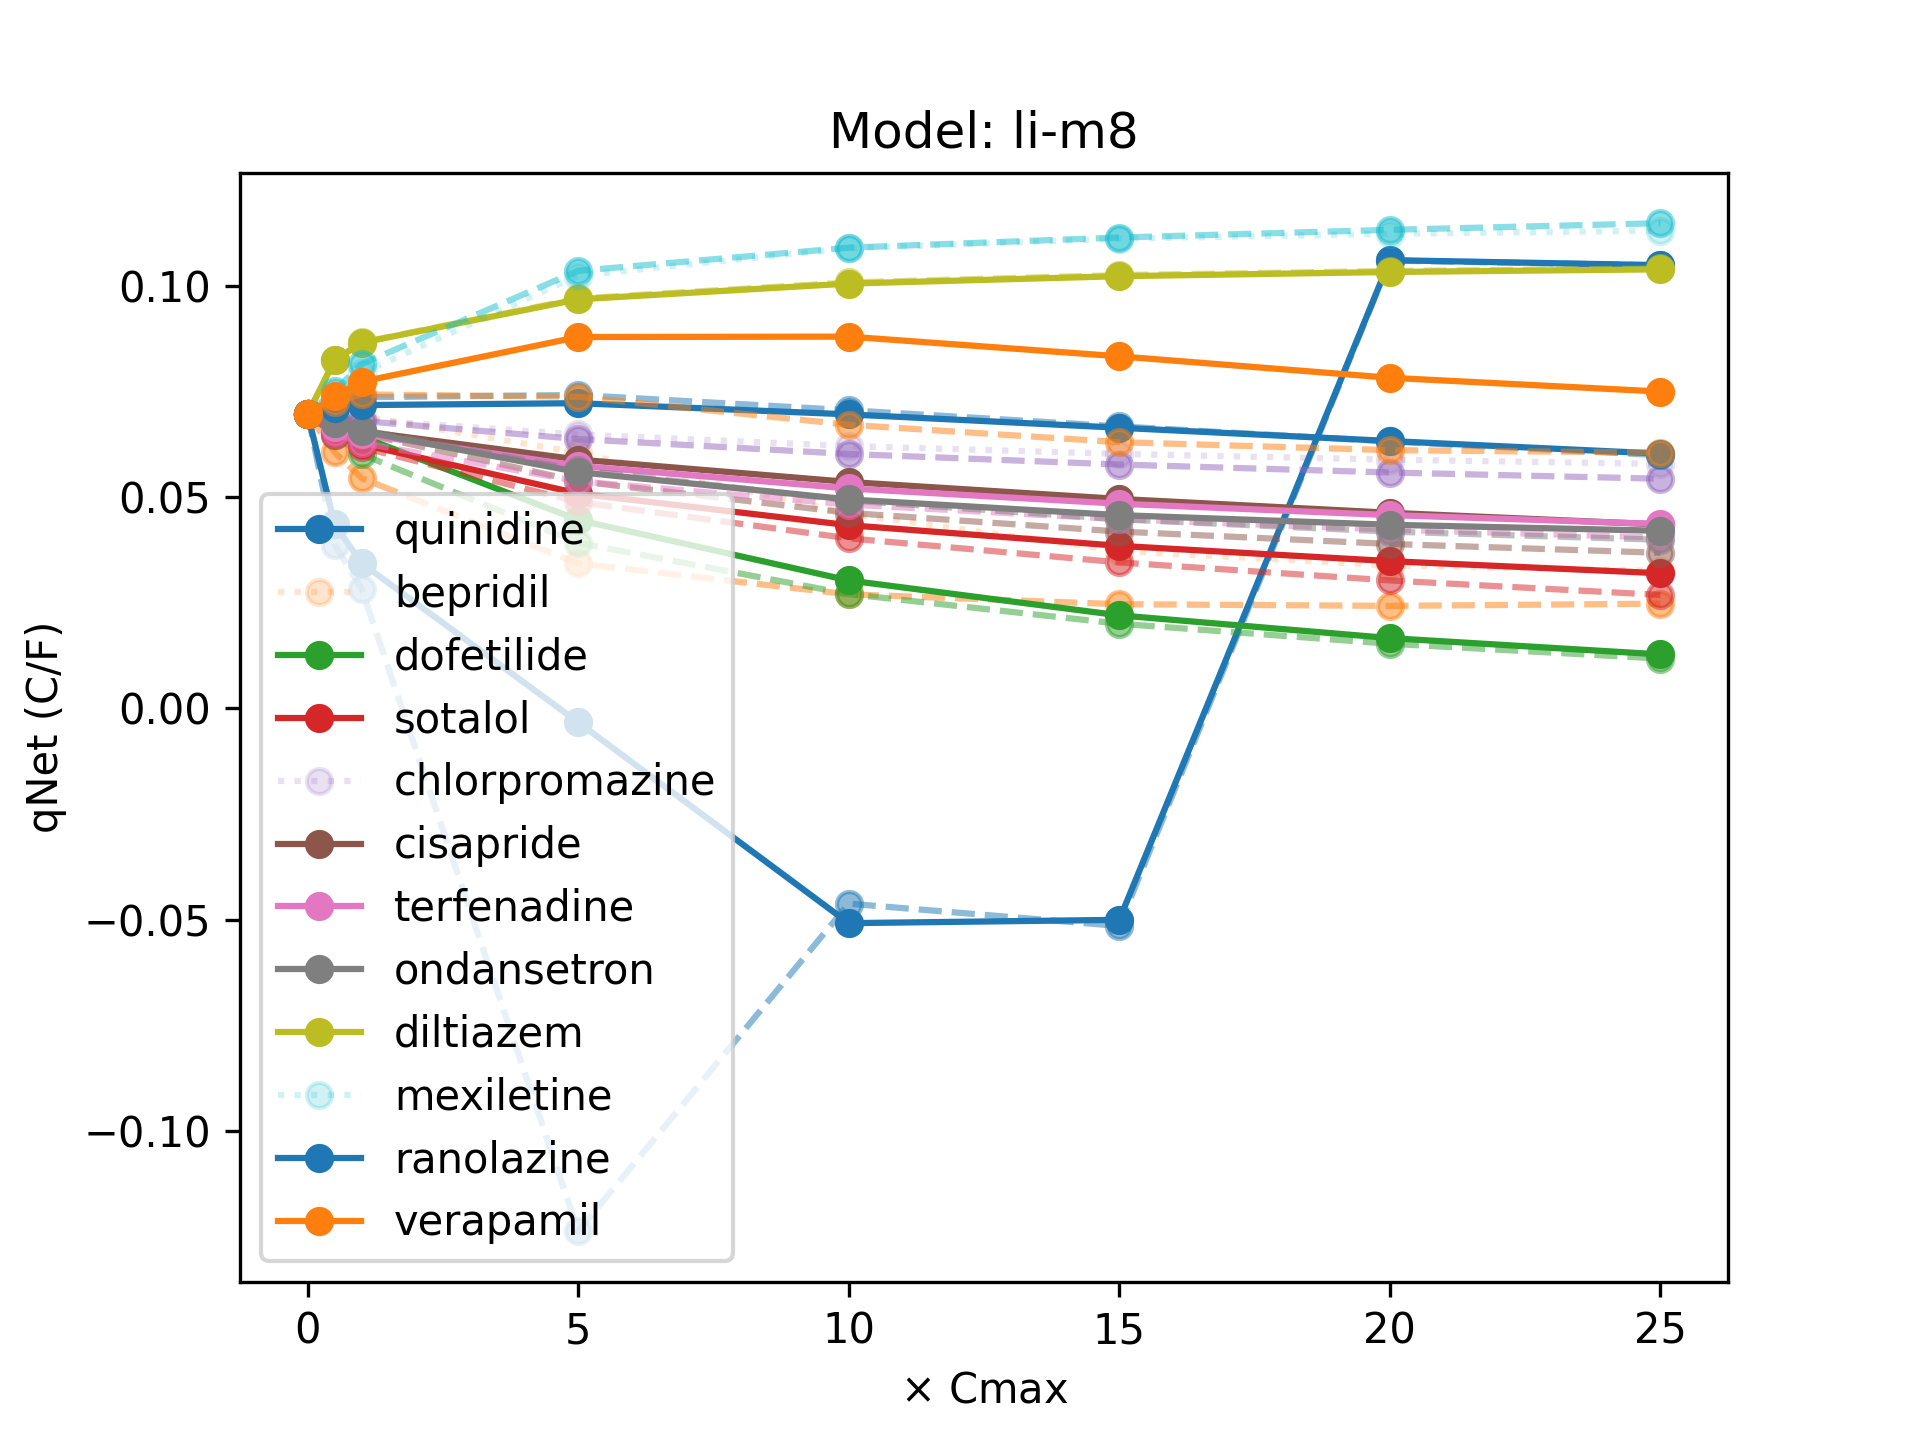 Model: li-m8
qNet (C/F)
0.10
0.05
0.00
−0.05
−0.10
quinidine
bepridil
dofetilide
sotalol
chlorpromazine
cisapride
terfenadine
ondansetron
diltiazem
mexiletine
ranolazine
verapamil
0 5 10 15 20 25
× Cmax